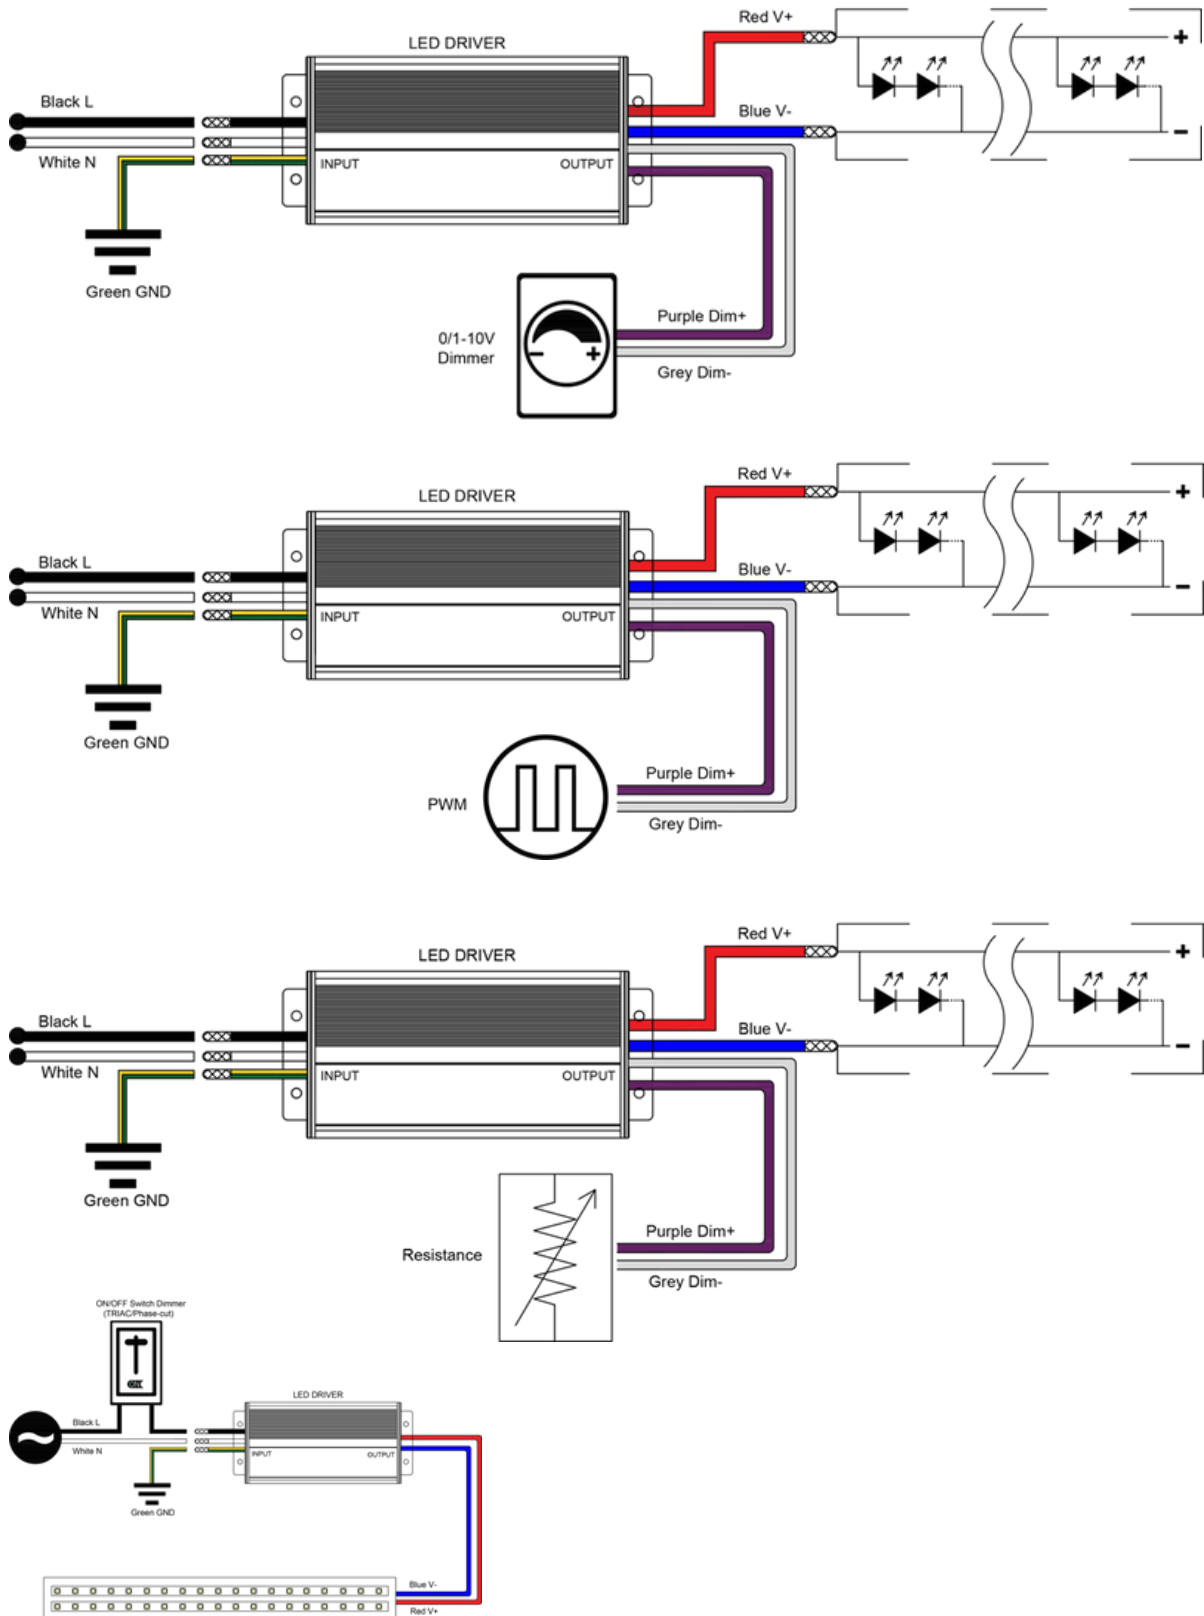 Red V+
LED DRIVER
Black L
Blue V-
White N
INPUT
OUTPUT
Green GND
0/1-10V
Dimmer
Purple Dim+
Grey Dim-
Red V+
LED DRIVER
Black L
Blue V-
White N
INPUT
OUTPUT
Green GND
PWM
Purple Dim+
Grey Dim-
Red V+
LED DRIVER
Black L
Blue V-
White N
INPUT
OUTPUT
Green GND
Resistance
Purple Dim+
Grey Dim-
ON/OFF Switch Dimmer
(TRIAC/Phase-cut)
LED DRIVER
Black L
White N
INPUT
OUTPUT
Green GND
Blue V-
Red V+